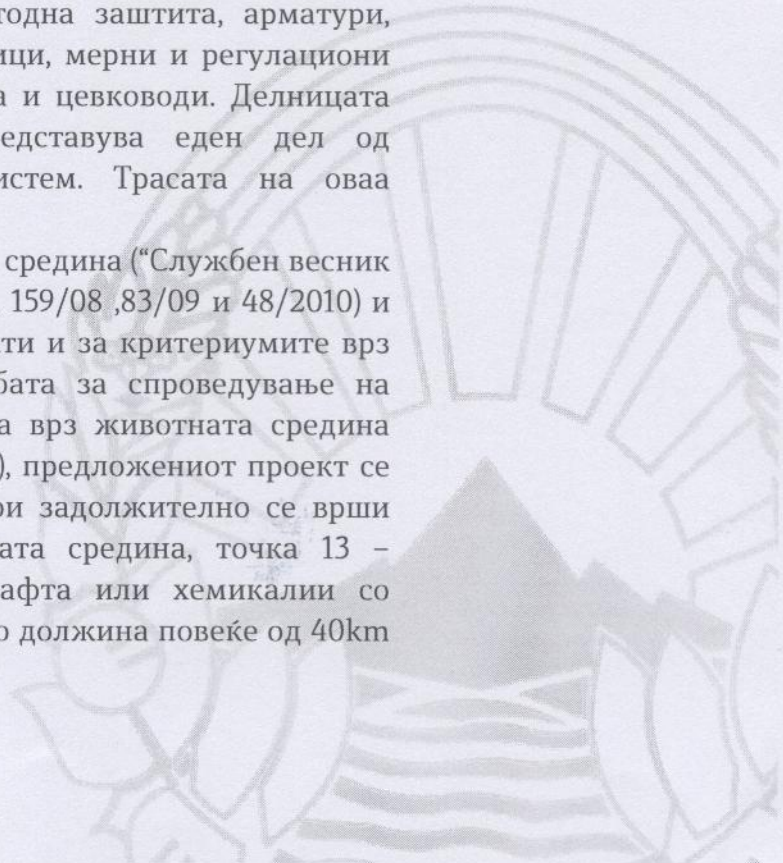 тодна заштита, арматури,
ици, мерни и регулациони
а и цевководи. Делницата
едставува еден дел од
истем. Трасата на оваа
средина (“Службен весник
159/08 ,83/09 и 48/2010) и
ти и за критериумите врз
бата за спроведување на
а врз животната средина
), предложениот проект се
ри задолжително се врши
ата средина, точка 13 –
афта или хемикалии со
о должина повеќе од 40km